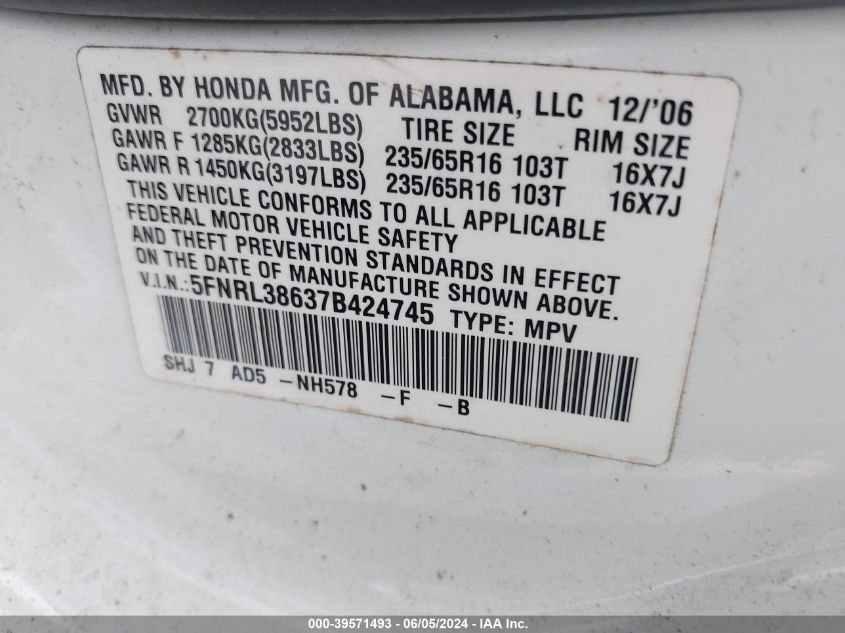 MFD. BY HONDA MFG. OF ALABAMA, LLC 12/'06
GVWR 2700KG(5952LBS) TIRE SIZE RIM SIZE
GAWR F 1285KG(2833LBS) 235/65R16 103T 16X7J
GAWR R 1450KG(3197LBS) 235/65R16 103T 16X7J
THIS VEHICLE CONFORMS TO ALL APPLICABLE
FEDERAL MOTOR VEHICLE SAFETY
AND THEFT PREVENTION STANDARDS IN EFFECT
ON THE DATE OF MANUFACTURE SHOWN ABOVE.
V.I.N.:5FNRL38637B424745 TYPE: MPV
SHJ 7 AD5 -NH578 -F -B
000-39571493 - 06/05/2024 - IAA Inc.